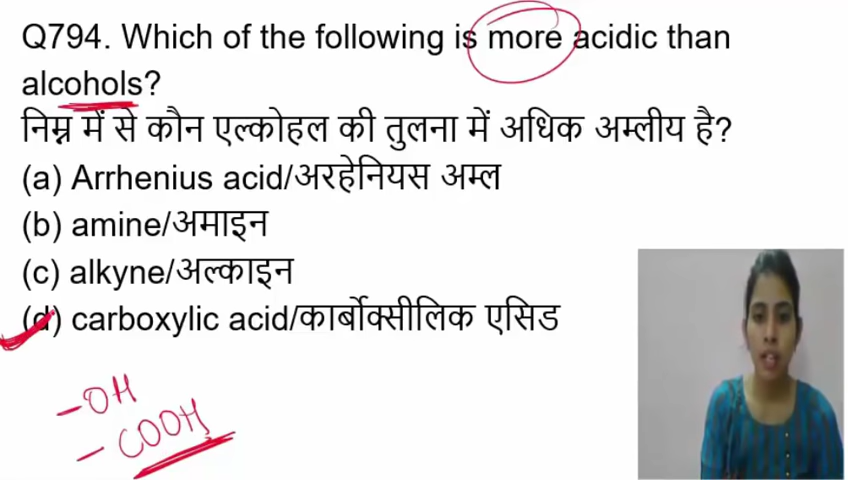 Q794. Which of the following is more acidic than
alcohols?
निम्न में से कौन एल्कोहल की तुलना में अधिक अम्लीय है?
(a) Arrhenius acid/अरहेनियस अम्ल
(b) amine/अमाइन
(c) alkyne/अल्काइन
(d) carboxylic acid/कार्बोक्सीलिक एसिड
-OH
- COOH